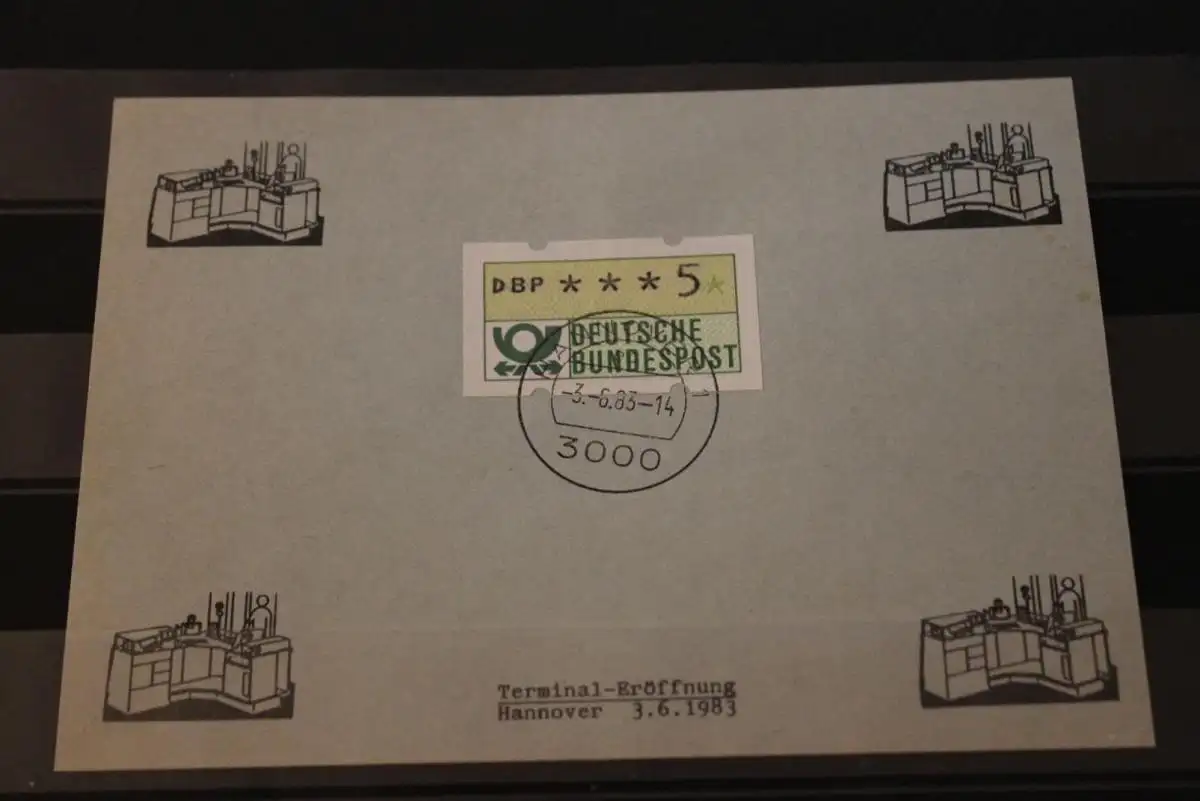 DBP ***5*
DEUTSCHE
BUNDESPOST
-3.-6.83-14
3000
Terminal-Eröffnung
Hannover 3.6.1983